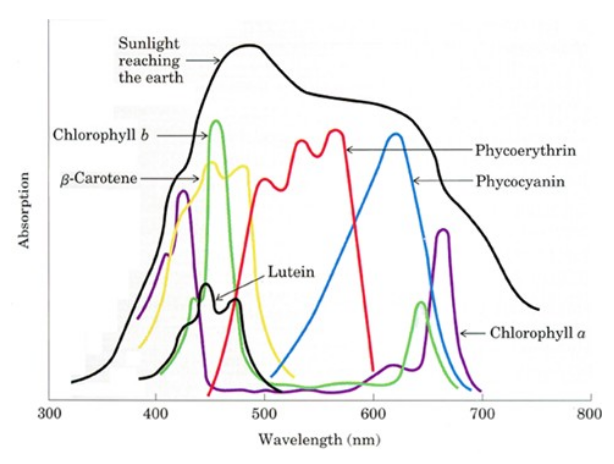 Sunlight
reaching
the earth
Chlorophyll b
β-Carotene
Phycoerythrin
Phycocyanin
Lutein
Chlorophyll a
Absorption
300 400 500 600 700 800
Wavelength (nm)